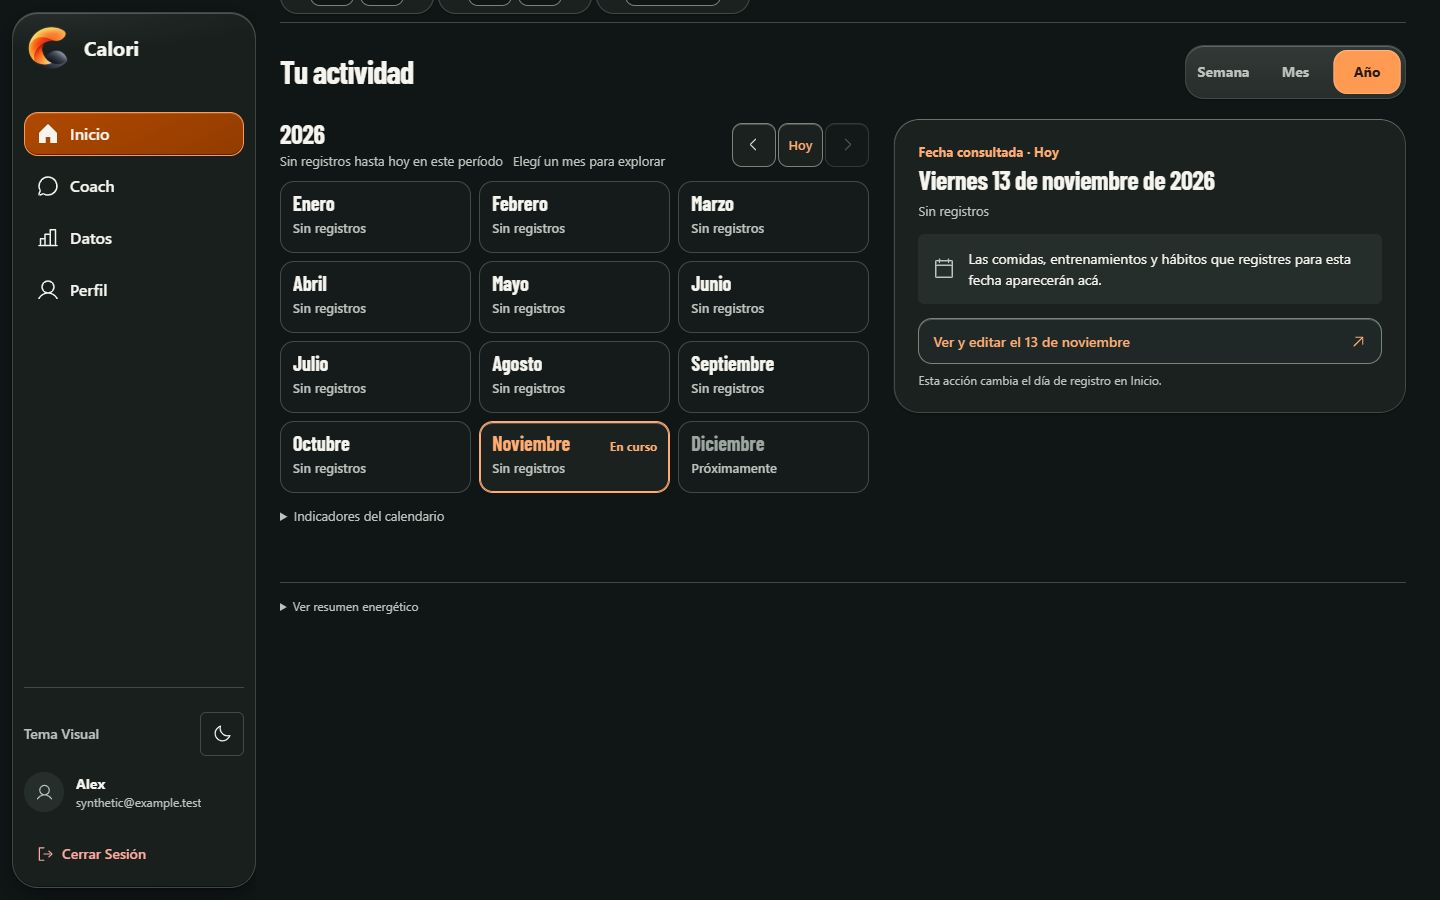 Calori
Inicio
Coach
Datos
Perfil
Tema Visual
Alex
synthetic@example.test
Cerrar Sesión
Tu actividad
Semana
Mes
Año
2026
Sin registros hasta hoy en este período Elegí un mes para explorar
Hoy
Enero
Sin registros
Febrero
Sin registros
Marzo
Sin registros
Abril
Sin registros
Mayo
Sin registros
Junio
Sin registros
Julio
Sin registros
Agosto
Sin registros
Septiembre
Sin registros
Octubre
Sin registros
Noviembre
En curso
Sin registros
Diciembre
Próximamente
Indicadores del calendario
Fecha consultada · Hoy
Viernes 13 de noviembre de 2026
Sin registros
Las comidas, entrenamientos y hábitos que registres para esta
fecha aparecerán acá.
Ver y editar el 13 de noviembre
Esta acción cambia el día de registro en Inicio.
Ver resumen energético